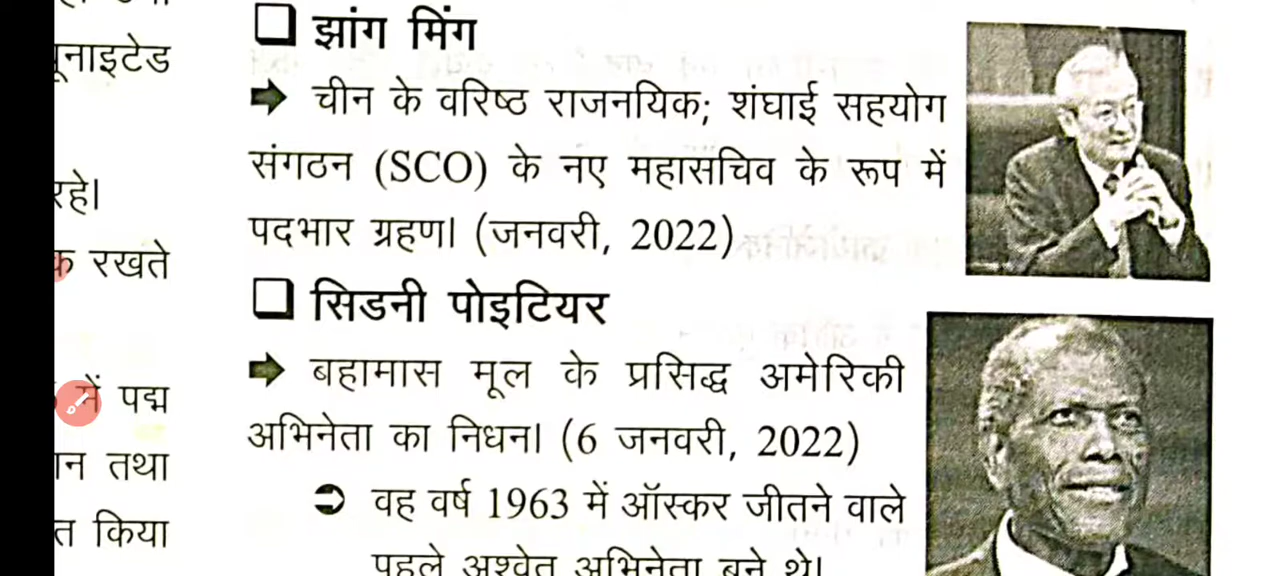 यूनाइटेड
रहे।
रखते
में पद्म
तथा
किया
झांग मिंग
चीन के वरिष्ठ राजनयिक; शंघाई सहयोग
संगठन (SCO) के नए महासचिव के रूप में
पदभार ग्रहण। (जनवरी, 2022)
सिडनी पोइटियर
बहामास मूल के प्रसिद्ध अमेरिकी
अभिनेता का निधन। (6 जनवरी, 2022)
वह वर्ष 1963 में ऑस्कर जीतने वाले
पहले अश्वेत अभिनेता बने थे।